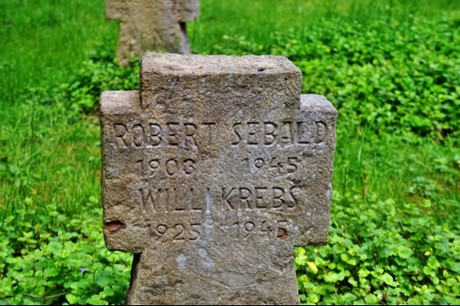 ROBERT SEBALD
1908 1945
WILLI KREBS
1925 1945